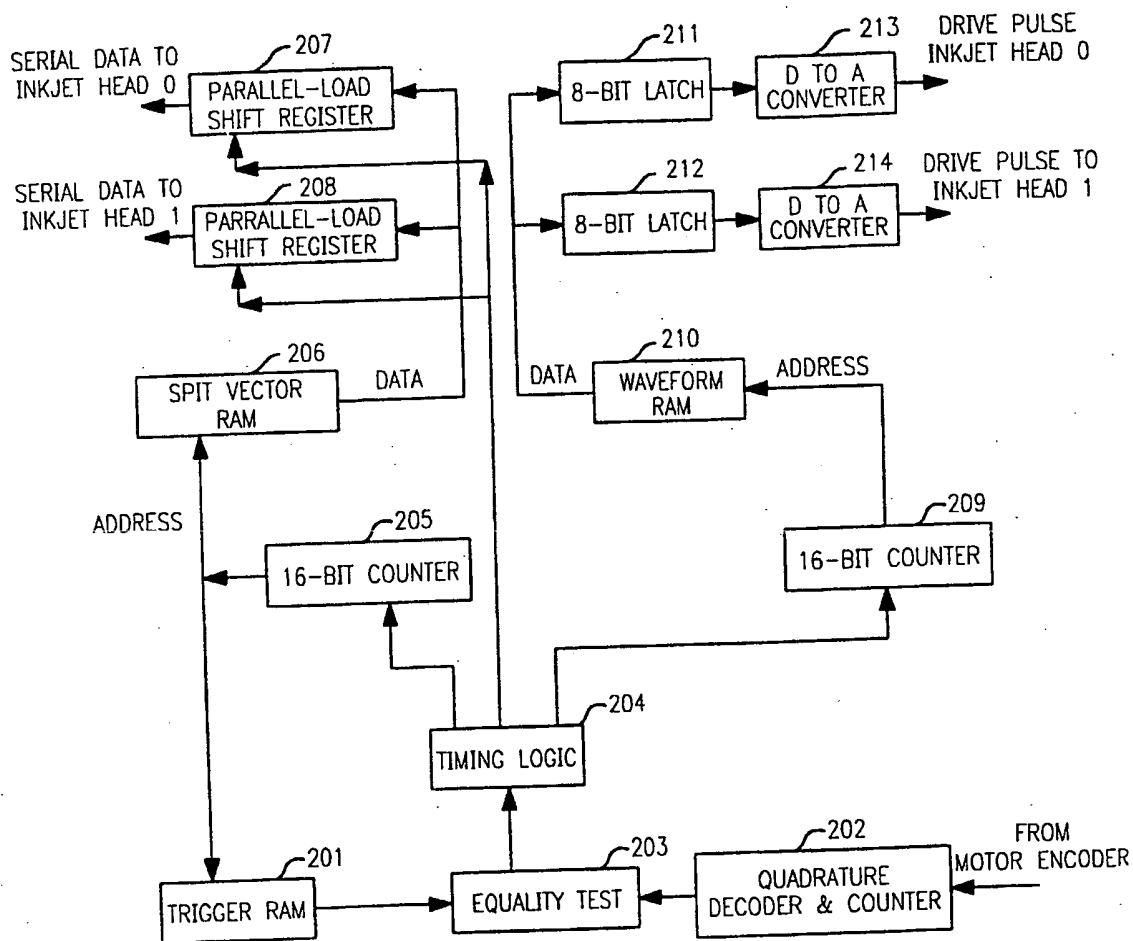 SERIAL DATA TO
INKJET HEAD 0
207
PARALLEL-LOAD
SHIFT REGISTER
211
8-BIT LATCH
213
D TO A
CONVERTER
DRIVE PULSE
INKJET HEAD 0
SERIAL DATA TO
INKJET HEAD 1
208
PARRALLEL-LOAD
SHIFT REGISTER
212
8-BIT LATCH
214
D TO A
CONVERTER
DRIVE PULSE TO
INKJET HEAD 1
206
SPIT VECTOR
RAM
DATA
DATA
210
WAVEFORM
RAM
ADDRESS
ADDRESS
205
16-BIT COUNTER
209
16-BIT COUNTER
204
TIMING LOGIC
201
TRIGGER RAM
203
EQUALITY TEST
202
QUADRATURE
DECODER & COUNTER
FROM
MOTOR ENCODER